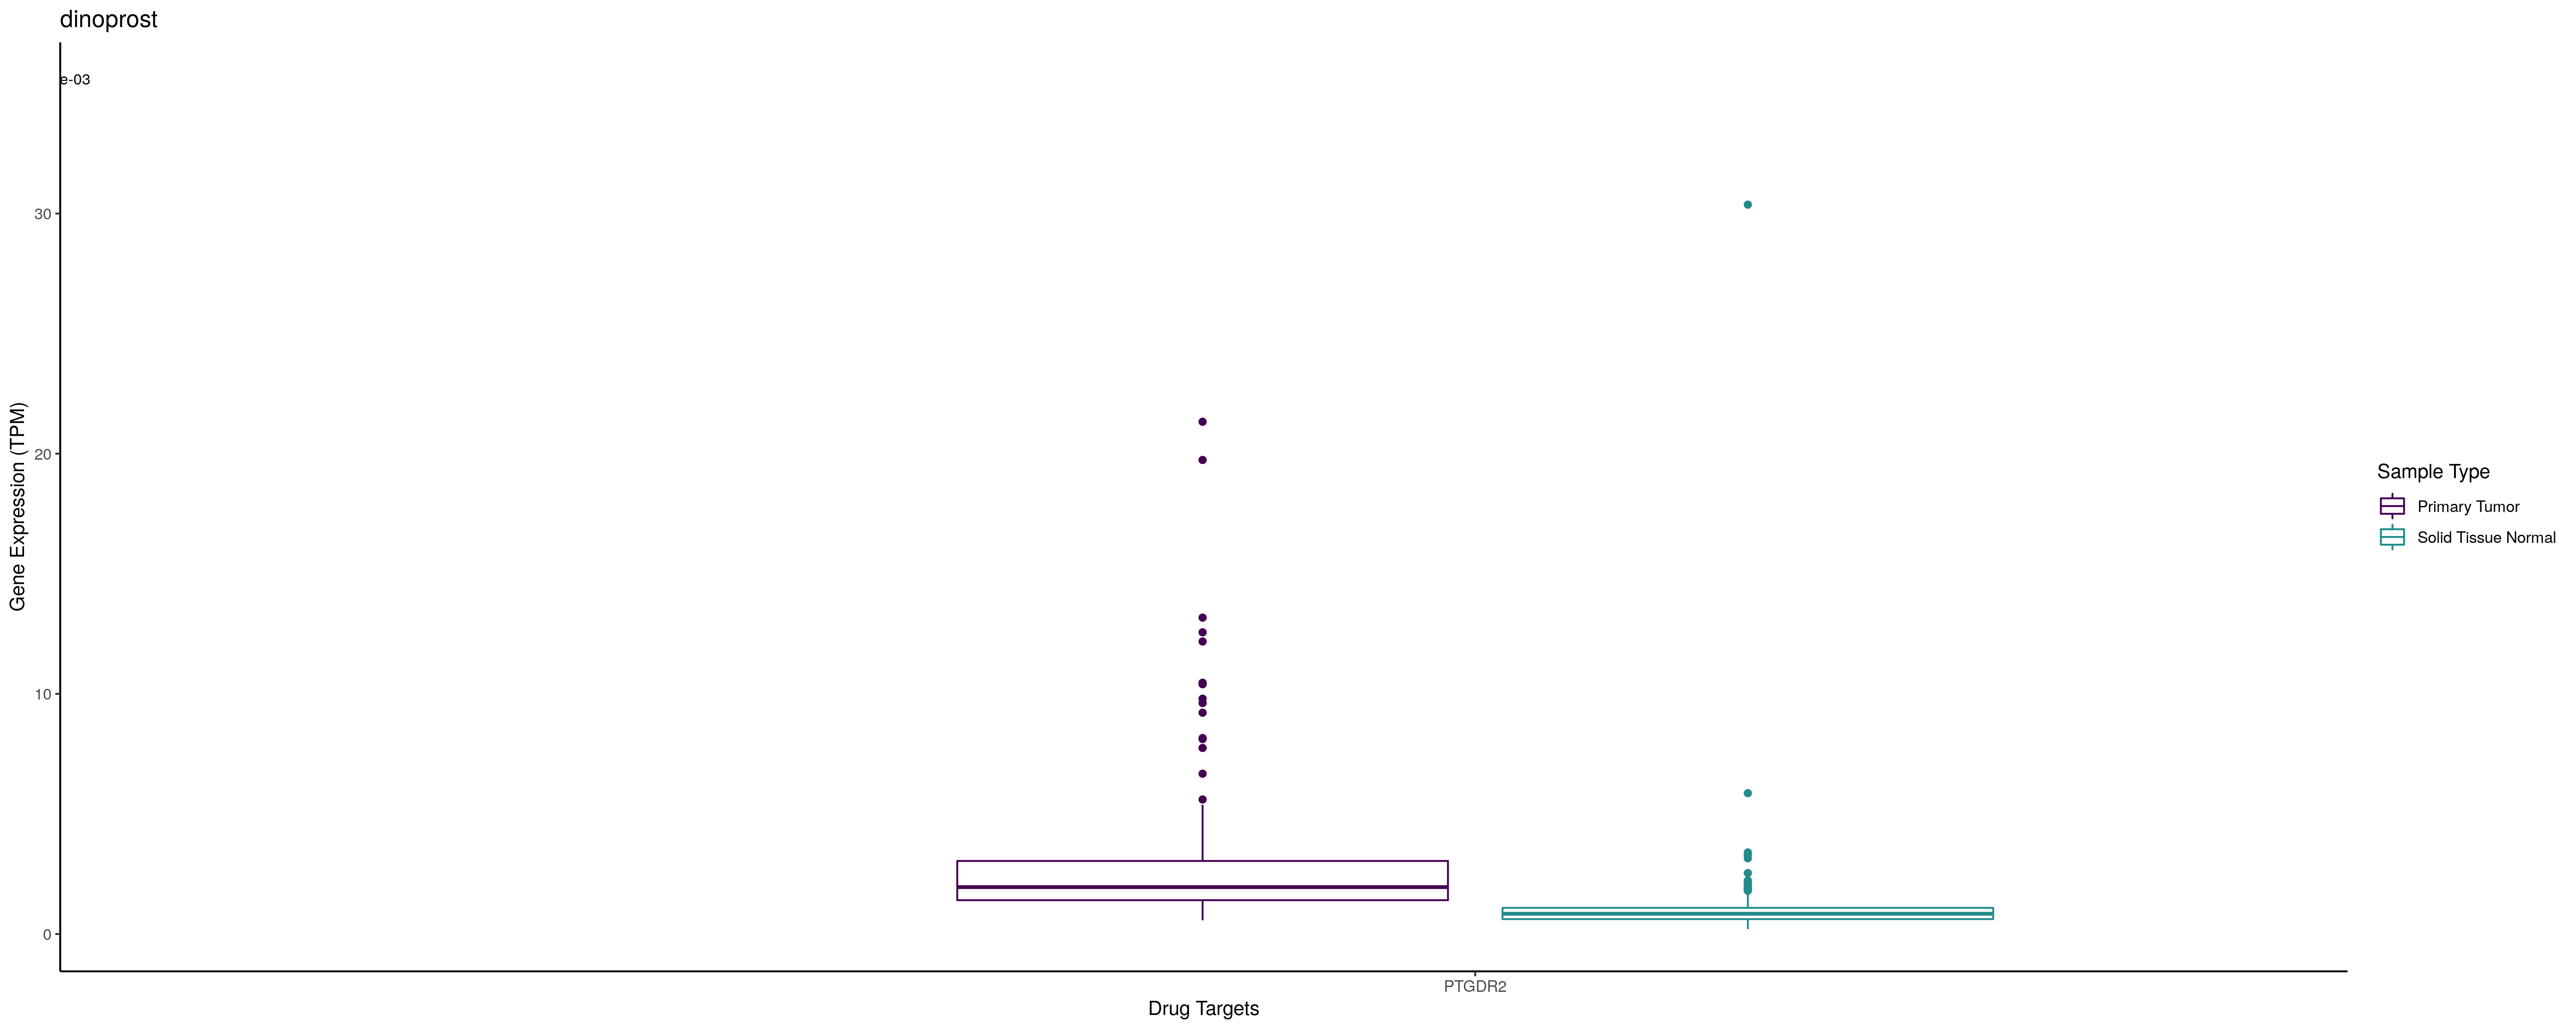 dinoprost
e-03
30
20
10
0
Gene Expression (TPM)
PTGDR2
Drug Targets
Sample Type
Primary Tumor
Solid Tissue Normal